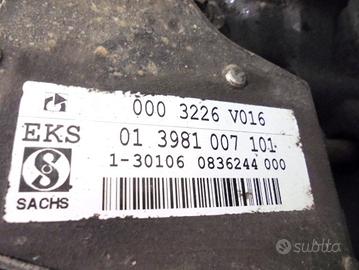 000 3226 V016
EKS 01 3981 007 101
1-30106 0836244 000
SACHS
subito